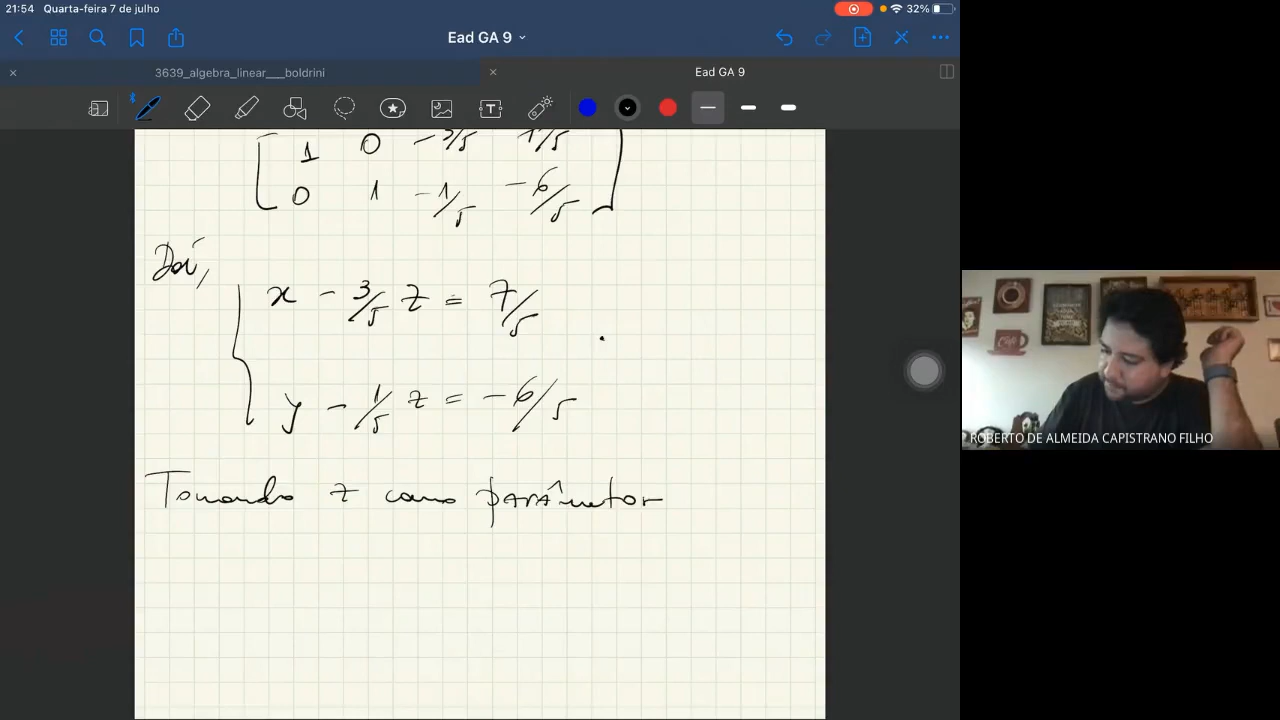 21:54 Quarta-feira 7 de julho
32%
Ead GA 9
3639_algebra_linear___boldrini
Ead GA 9
T
1 0 -3/5 7/5
0 1 -1/5 -6/5
Daí,
x - 3/5 z = 7/5
y - 1/5 z = -6/5
Tomando z como parâmetor
ROBERTO DE ALMEIDA CAPISTRANO FILHO